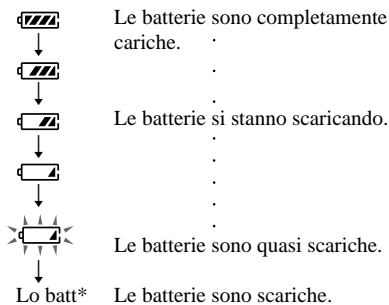 Le batterie sono completamente
cariche.
Le batterie si stanno scaricando.
Le batterie sono quasi scariche.
Lo batt* Le batterie sono scariche.